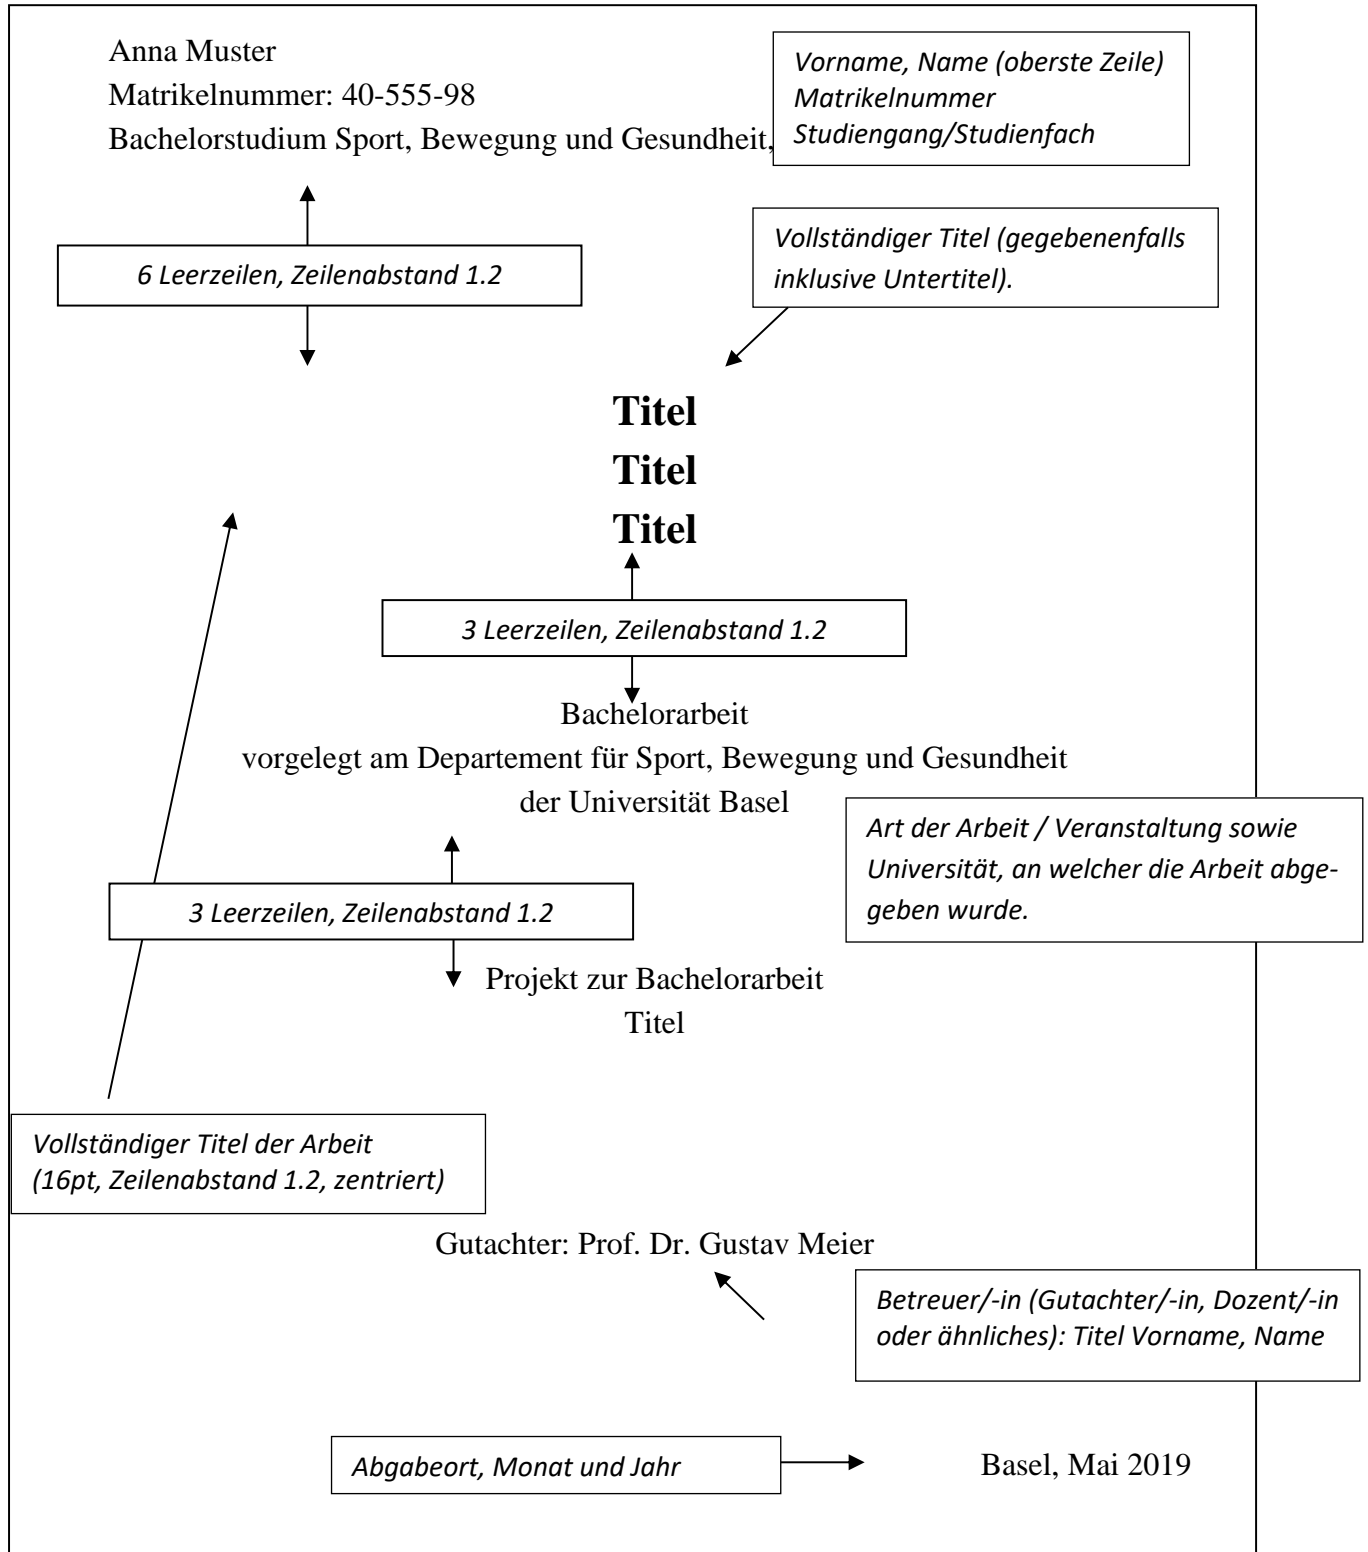 Anna Muster
Matrikelnummer: 40-555-98
Bachelorstudium Sport, Bewegung und Gesundheit,
Vorname, Name (oberste Zeile)
Matrikelnummer
Studiengang/Studienfach
6 Leerzeilen, Zeilenabstand 1.2
Vollständiger Titel (gegebenenfalls
inklusive Untertitel).
Titel
Titel
Titel
3 Leerzeilen, Zeilenabstand 1.2
Bachelorarbeit
vorgelegt am Departement für Sport, Bewegung und Gesundheit
der Universität Basel
Art der Arbeit / Veranstaltung sowie
Universität, an welcher die Arbeit abge-
geben wurde.
3 Leerzeilen, Zeilenabstand 1.2
Projekt zur Bachelorarbeit
Titel
Vollständiger Titel der Arbeit
(16pt, Zeilenabstand 1.2, zentriert)
Gutachter: Prof. Dr. Gustav Meier
Betreuer/-in (Gutachter/-in, Dozent/-in
oder ähnliches): Titel Vorname, Name
Abgabeort, Monat und Jahr
Basel, Mai 2019